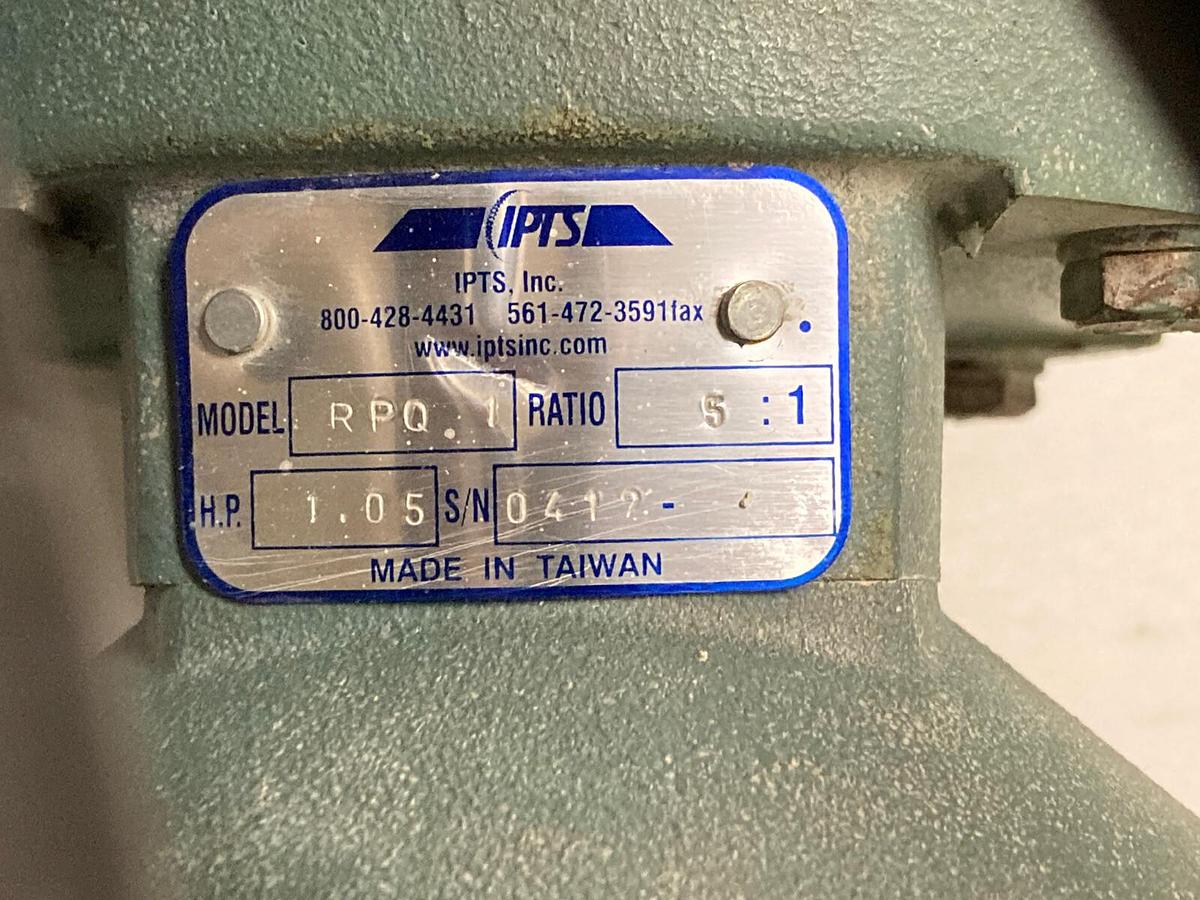 IPTS
IPTS, Inc.
800-428-4431 561-472-3591fax
www.iptsinc.com
MODEL RPQ 1 RATIO 5 : 1
H.P. 1.05 S/N
MADE IN TAIWAN